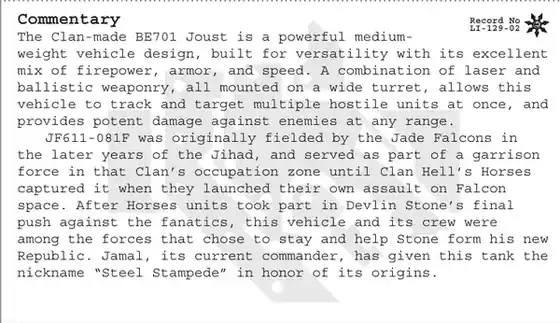 Commentary
Record No
LI-129-02
The Clan-made BE701 Joust is a powerful medium-
weight vehicle design, built for versatility with its excellent
mix of firepower, armor, and speed. A combination of laser and
ballistic weaponry, all mounted on a wide turret, allows this
vehicle to track and target multiple hostile units at once, and
provides potent damage against enemies at any range.
JF611-081F was originally fielded by the Jade Falcons in
the later years of the Jihad, and served as part of a garrison
force in that Clan's occupation zone until Clan Hell's Horses
captured it when they launched their own assault on Falcon
space. After Horses units took part in Devlin Stone's final
push against the fanatics, this vehicle and its crew were
among the forces that chose to stay and help Stone form his new
Republic. Jamal, its current commander, has given this tank the
nickname “Steel Stampede” in honor of its origins.